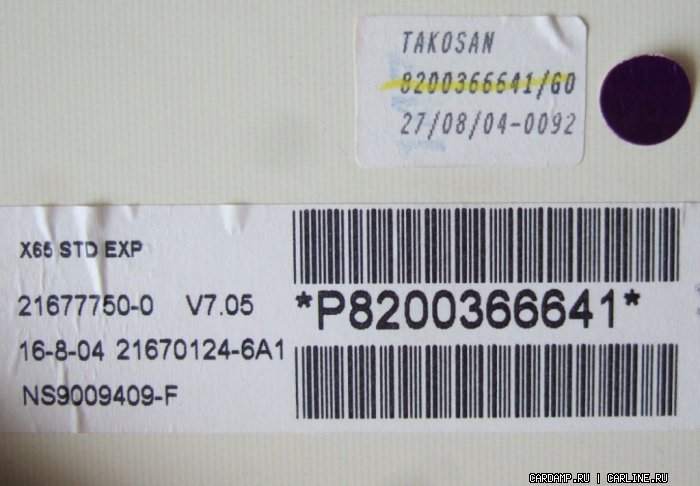 TAKOSAN
8200366641/G0
27/08/04-0092
X65 STD EXP
21677750-0 V7.05
16-8-04 21670124-6A1
NS9009409-F
*P8200366641*
CARDAMP.RU | CARLINE.RU